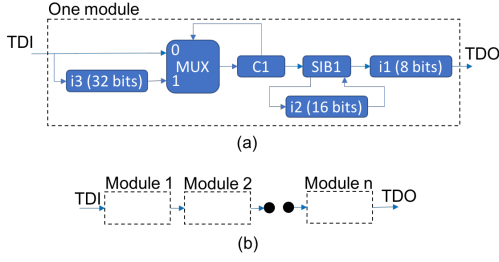 One module
TDI
TDO
0
MUX
1
C1
SIB1
i1 (8 bits)
i3 (32 bits)
i2 (16 bits)
(a)
Module 1 Module 2 Module n
TDI
TDO
(b)